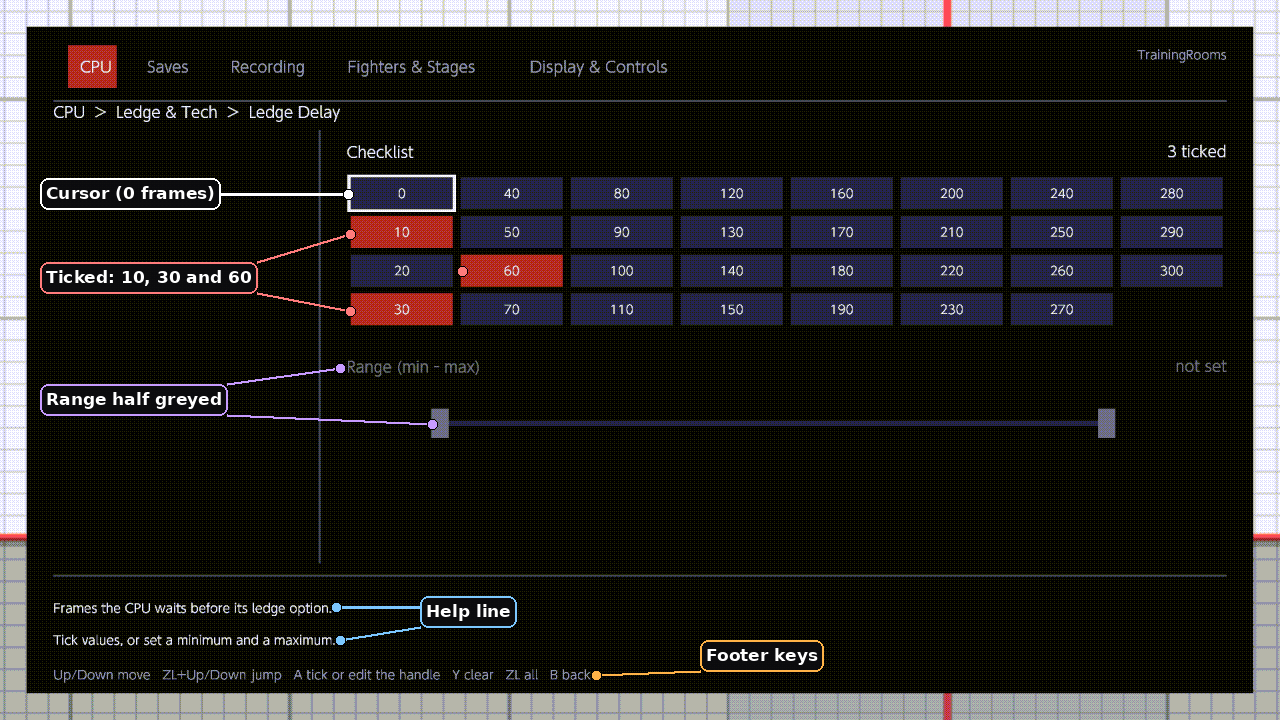 CPU Saves Recording Fighters & Stages Display & Controls TrainingRooms
CPU > Ledge & Tech > Ledge Delay
Checklist 3 ticked
Cursor (0 frames)
0 40 80 120 160 200 240 280
10 50 90 130 170 210 250 290
Ticked: 10, 30 and 60
20 60 100 140 180 220 260 300
30 70 110 150 190 230 270
Range (min - max) not set
Range half greyed
Frames the CPU waits before its ledge option.
Help line
Tick values, or set a minimum and a maximum.
Footer keys
Up/Down move ZL+Up/Down jump A tick or edit the handle Y clear ZL all B back